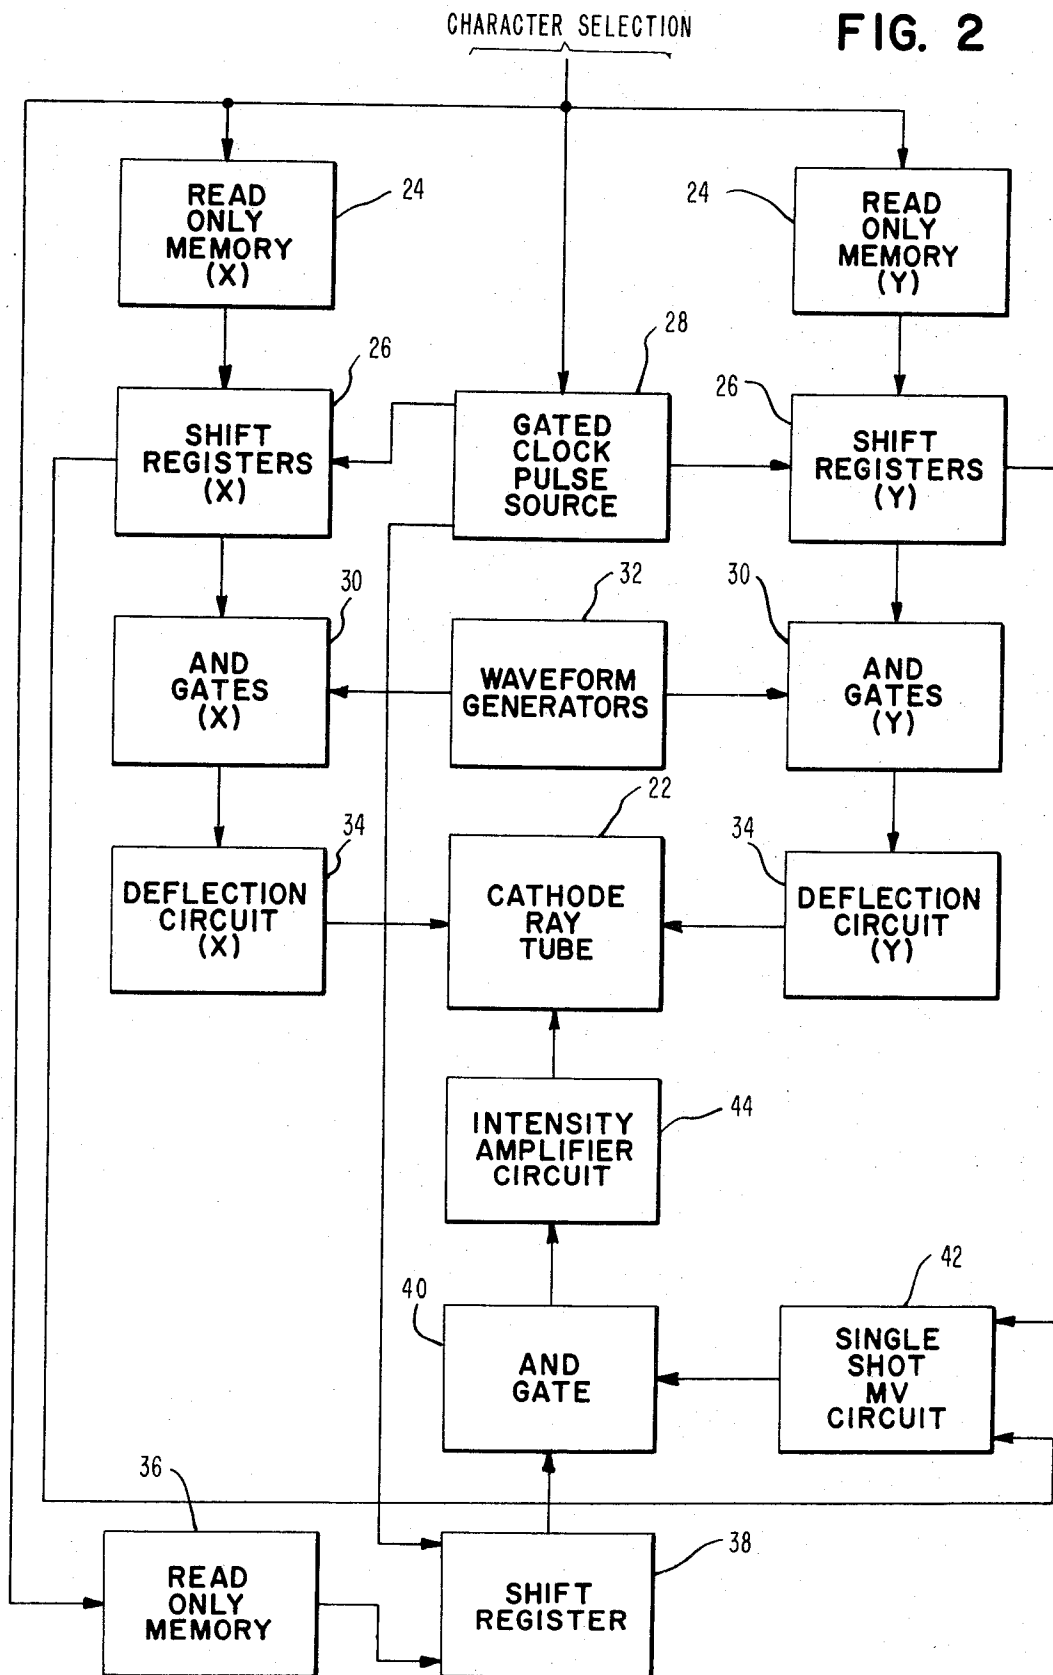 CHARACTER SELECTION
FIG. 2
READ
ONLY
MEMORY
(X)
24
24
READ
ONLY
MEMORY
(Y)
SHIFT
REGISTERS
(X)
26
GATED
CLOCK
PULSE
SOURCE
28
26
SHIFT
REGISTERS
(Y)
AND
GATES
(X)
30
WAVEFORM
GENERATORS
32
30
AND
GATES
(Y)
DEFLECTION
CIRCUIT
(X)
34
CATHODE
RAY
TUBE
22
34
DEFLECTION
CIRCUIT
(Y)
INTENSITY
AMPLIFIER
CIRCUIT
44
40
AND
GATE
42
SINGLE
SHOT
MV
CIRCUIT
36
READ
ONLY
MEMORY
SHIFT
REGISTER
38